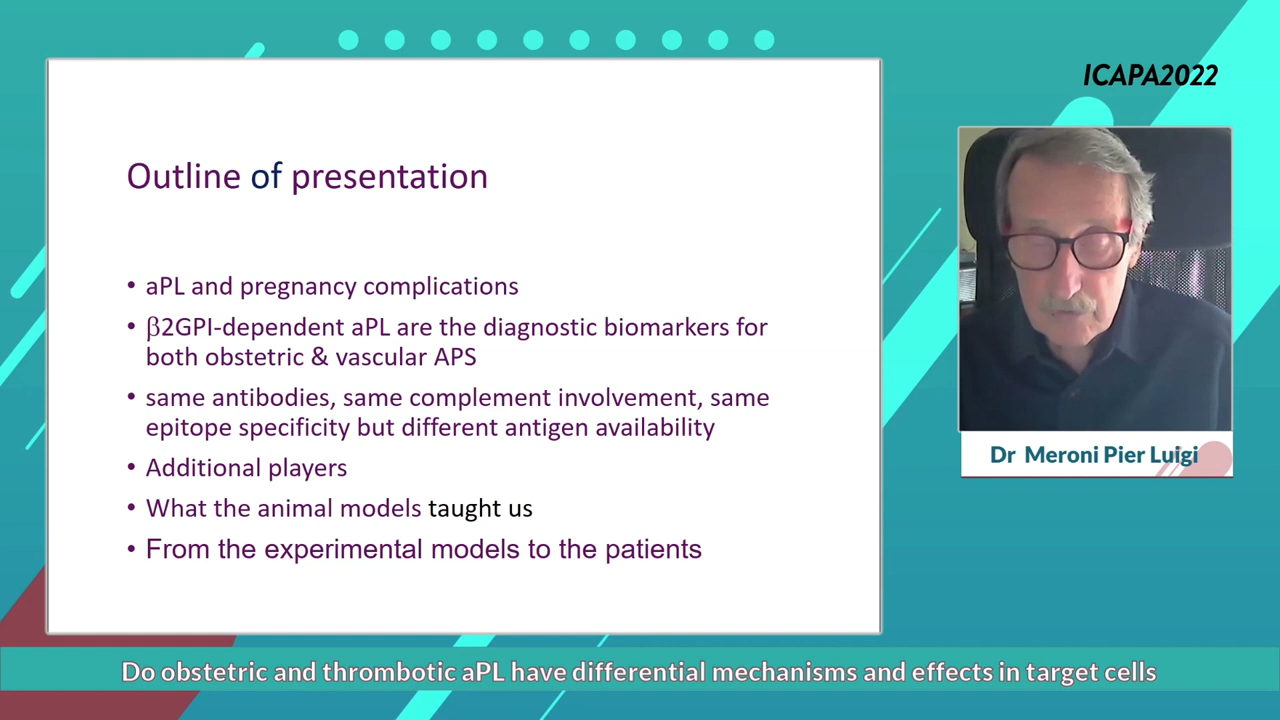 ICAPA2022
Outline of presentation
• aPL and pregnancy complications
• β2GPI-dependent aPL are the diagnostic biomarkers for
both obstetric & vascular APS
• same antibodies, same complement involvement, same
epitope specificity but different antigen availability
• Additional players
• What the animal models taught us
• From the experimental models to the patients
Dr Meroni Pier Luigi
Do obstetric and thrombotic aPL have differential mechanisms and effects in target cells